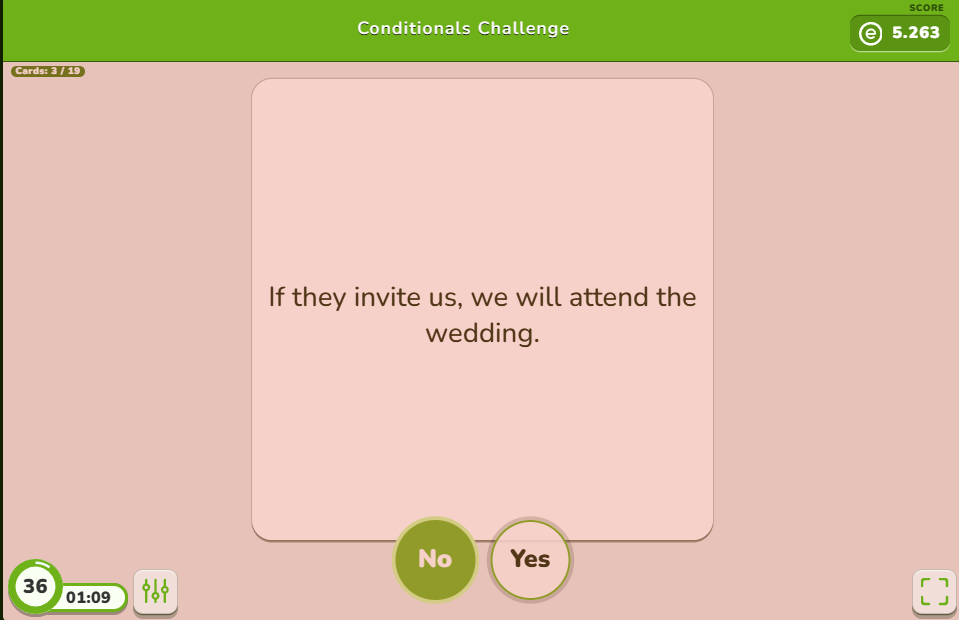 Conditionals Challenge
SCORE
5.263
Cards: 3 / 19
If they invite us, we will attend the
wedding.
No
Yes
36
01:09